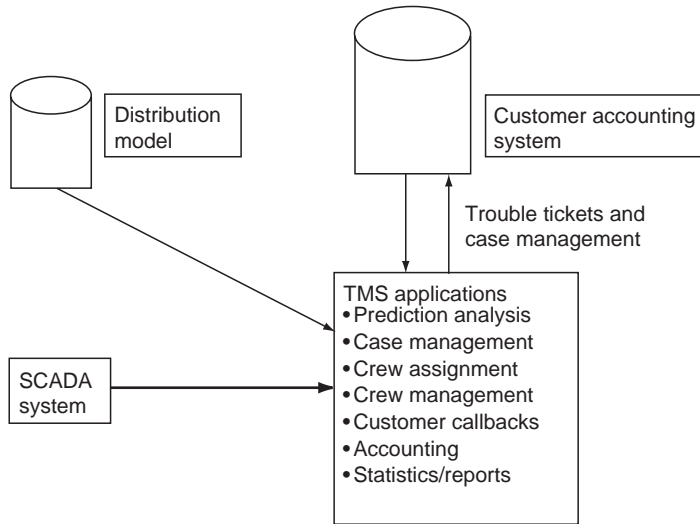 Distribution
model
Customer accounting
system
Trouble tickets and
case management
TMS applications
•Prediction analysis
•Case management
•Crew assignment
•Crew management
•Customer callbacks
•Accounting
•Statistics/reports
SCADA
system